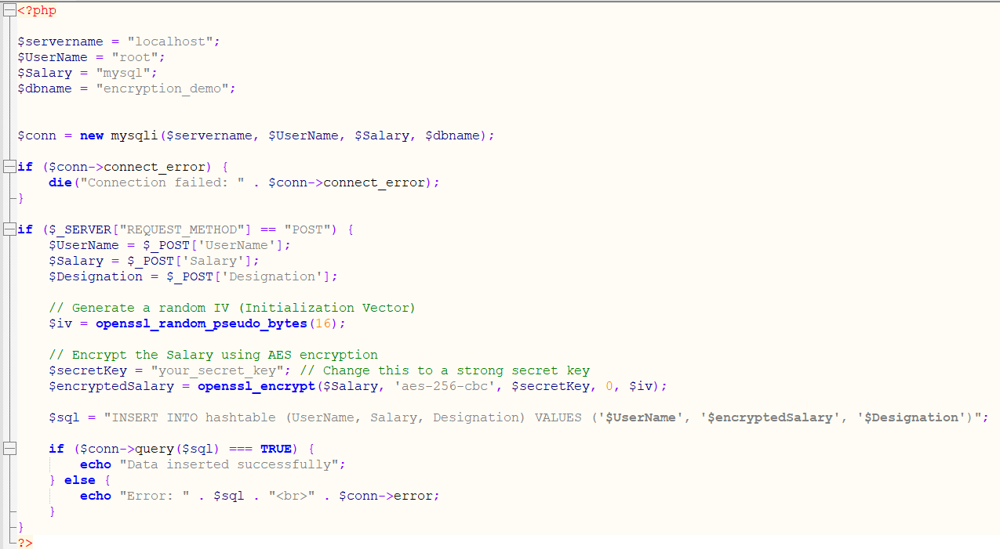 <?php
$servername = "localhost";
$UserName = "root";
$Salary = "mysql";
$dbname = "encryption_demo";
$conn = new mysqli($servername, $UserName, $Salary, $dbname);
if ($conn->connect_error) {
    die("Connection failed: " . $conn->connect_error);
}
if ($_SERVER["REQUEST_METHOD"] == "POST") {
    $UserName = $_POST['UserName'];
    $Salary = $_POST['Salary'];
    $Designation = $_POST['Designation'];
    // Generate a random IV (Initialization Vector)
    $iv = openssl_random_pseudo_bytes(16);
    // Encrypt the Salary using AES encryption
    $secretKey = "your_secret_key"; // Change this to a strong secret key
    $encryptedSalary = openssl_encrypt($Salary, 'aes-256-cbc', $secretKey, 0, $iv);
    $sql = "INSERT INTO hashtable (UserName, Salary, Designation) VALUES ('$UserName', '$encryptedSalary', '$Designation')";
    if ($conn->query($sql) === TRUE) {
        echo "Data inserted successfully";
    } else {
        echo "Error: " . $sql . "<br>" . $conn->error;
    }
}
?>